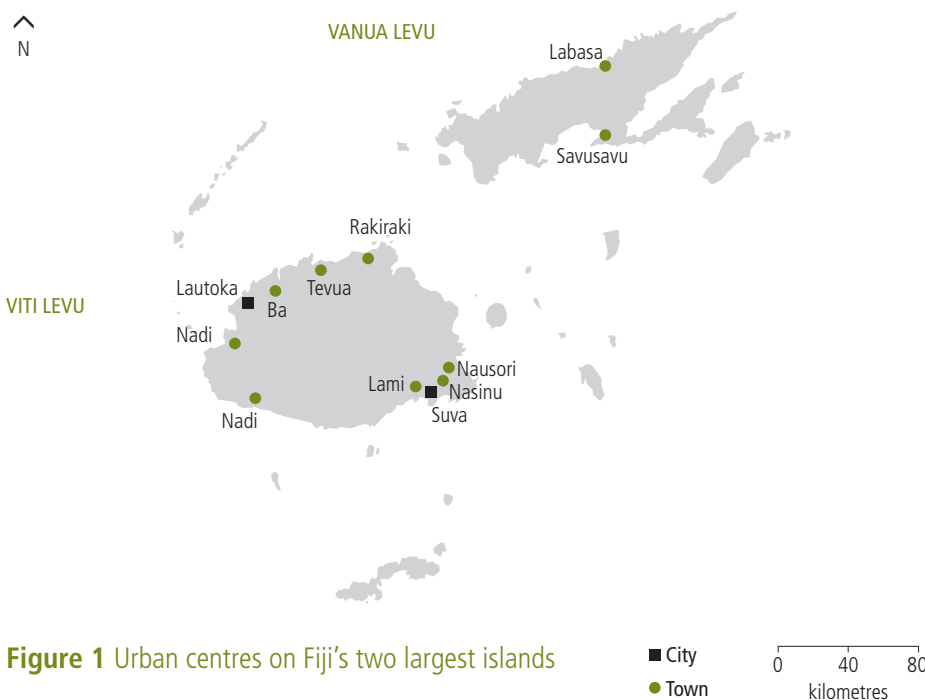 N
VANUA LEVU
Labasa
Savusavu
Rakiraki
Lautoka
Tevua
Ba
VITI LEVU
Nadi
Nausori
Lami
Nasinu
Suva
Nadi
Figure 1 Urban centres on Fiji's two largest islands
City
Town
0 40 80
kilometres